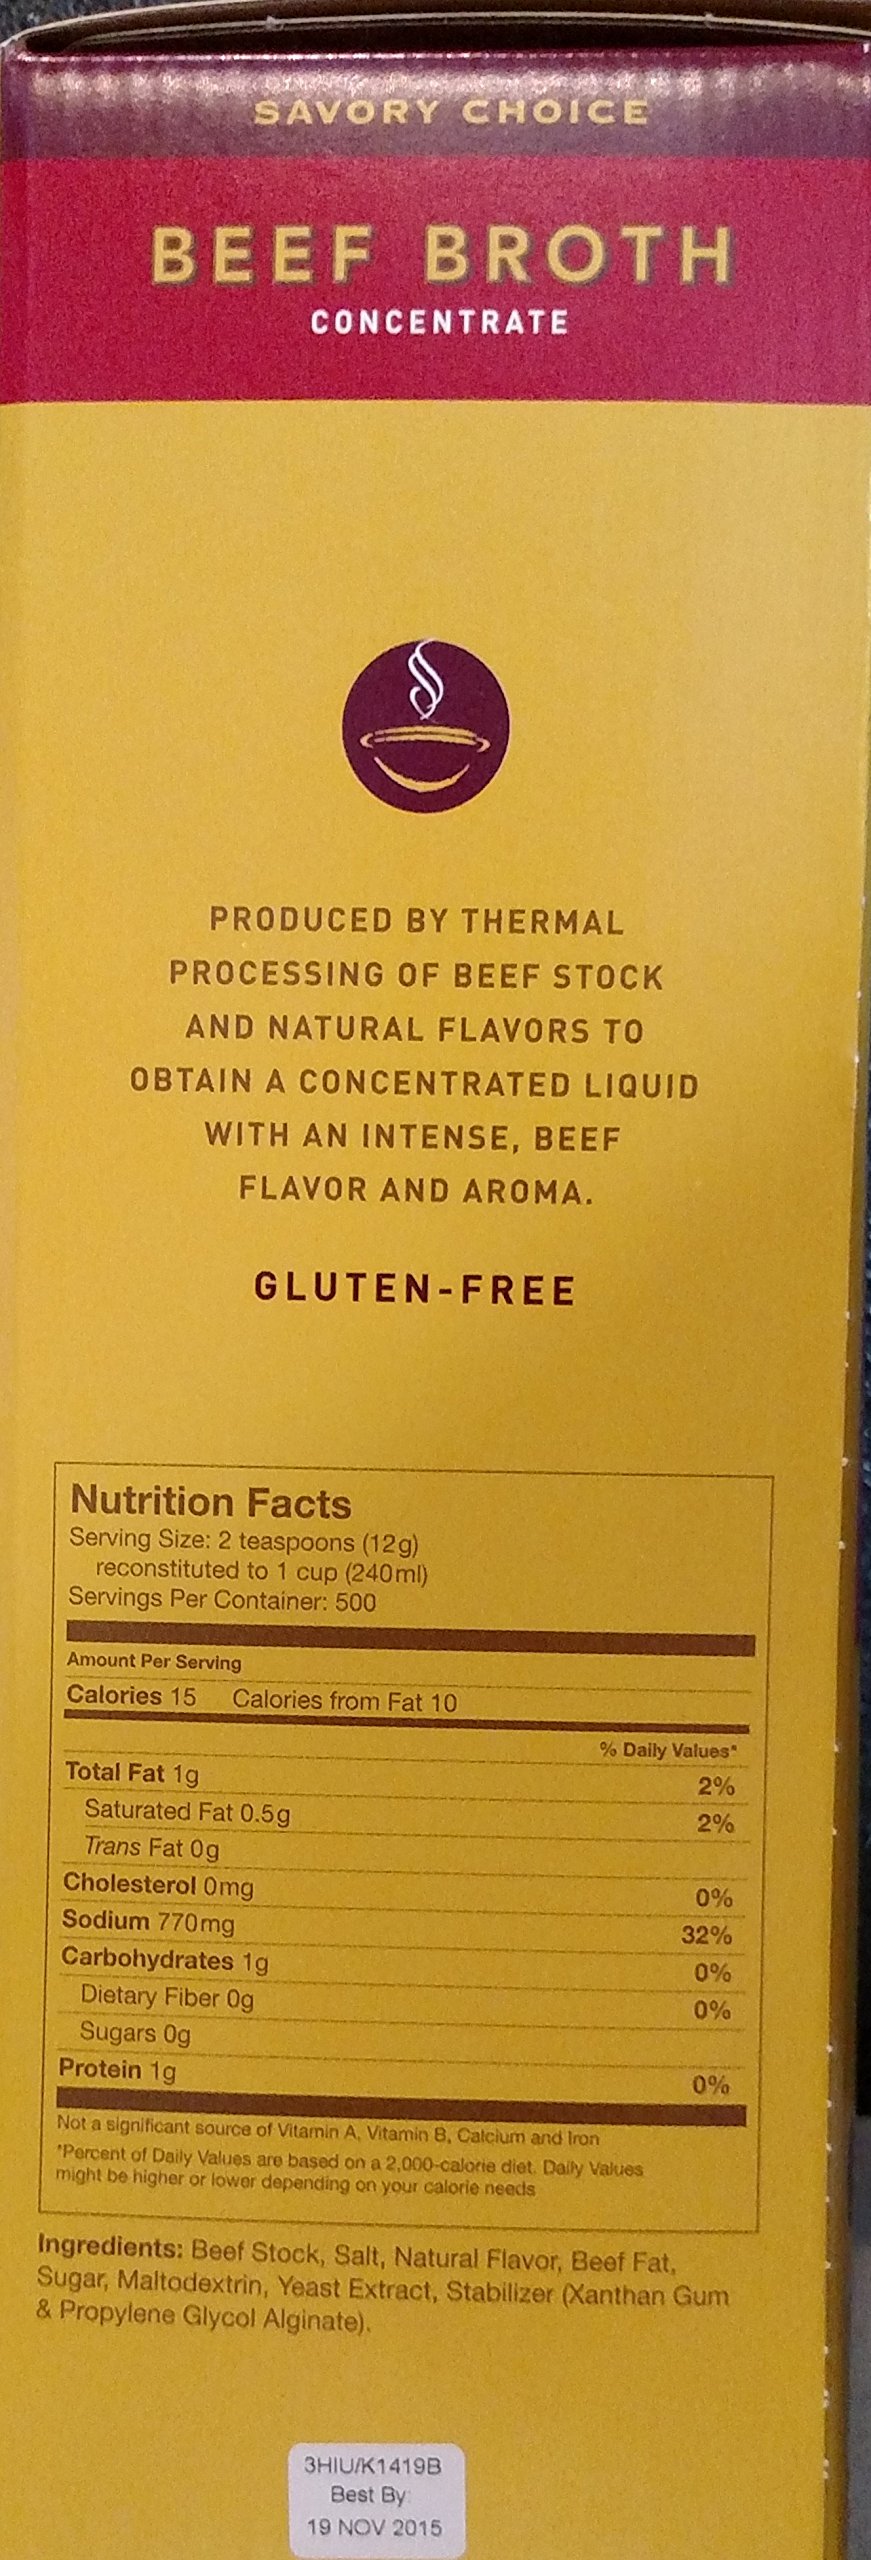 SAVORY CHOICE
BEEF BROTH
CONCENTRATE
PRODUCED BY THERMAL
PROCESSING OF BEEF STOCK
AND NATURAL FLAVORS TO
OBTAIN A CONCENTRATED LIQUID
WITH AN INTENSE, BEEF
FLAVOR AND AROMA.
GLUTEN-FREE
Nutrition Facts
Serving Size: 2 teaspoons (12g)
reconstituted to 1 cup (240ml)
Servings Per Container: 500
Amount Per Serving
Calories 15 Calories from Fat 10
% Daily Values*
Total Fat 1g 2%
Saturated Fat 0.5g 2%
Trans Fat 0g
Cholesterol 0mg 0%
Sodium 770mg 32%
Carbohydrates 1g 0%
Dietary Fiber 0g 0%
Sugars 0g
Protein 1g 0%
Not a significant source of Vitamin A, Vitamin B, Calcium and Iron
*Percent of Daily Values are based on a 2,000-calorie diet. Daily Values
might be higher or lower depending on your calorie needs
Ingredients: Beef Stock, Salt, Natural Flavor, Beef Fat,
Sugar, Maltodextrin, Yeast Extract, Stabilizer (Xanthan Gum
& Propylene Glycol Alginate).
3HIU/K1419B
Best By:
19 NOV 2015